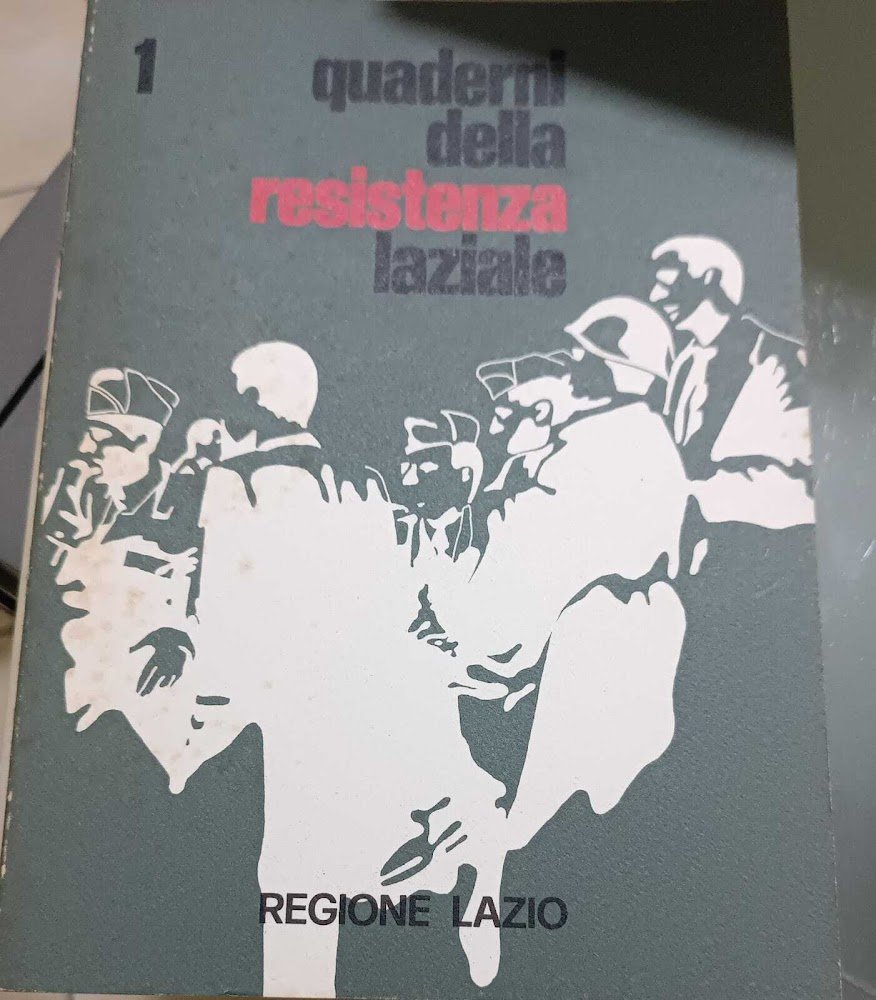 1
quaderni
della
resistenza
laziale
REGIONE LAZIO